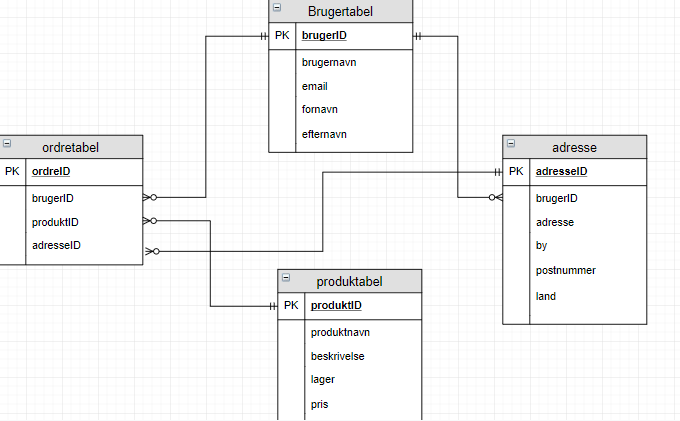 Brugertabel
PK brugerID
brugernavn
email
fornavn
efternavn
ordretabel
PK ordreID
brugerID
produktID
adresseID
adresse
PK adresseID
brugerID
adresse
by
postnummer
land
produktabel
PK produktID
produktnavn
beskrivelse
lager
pris